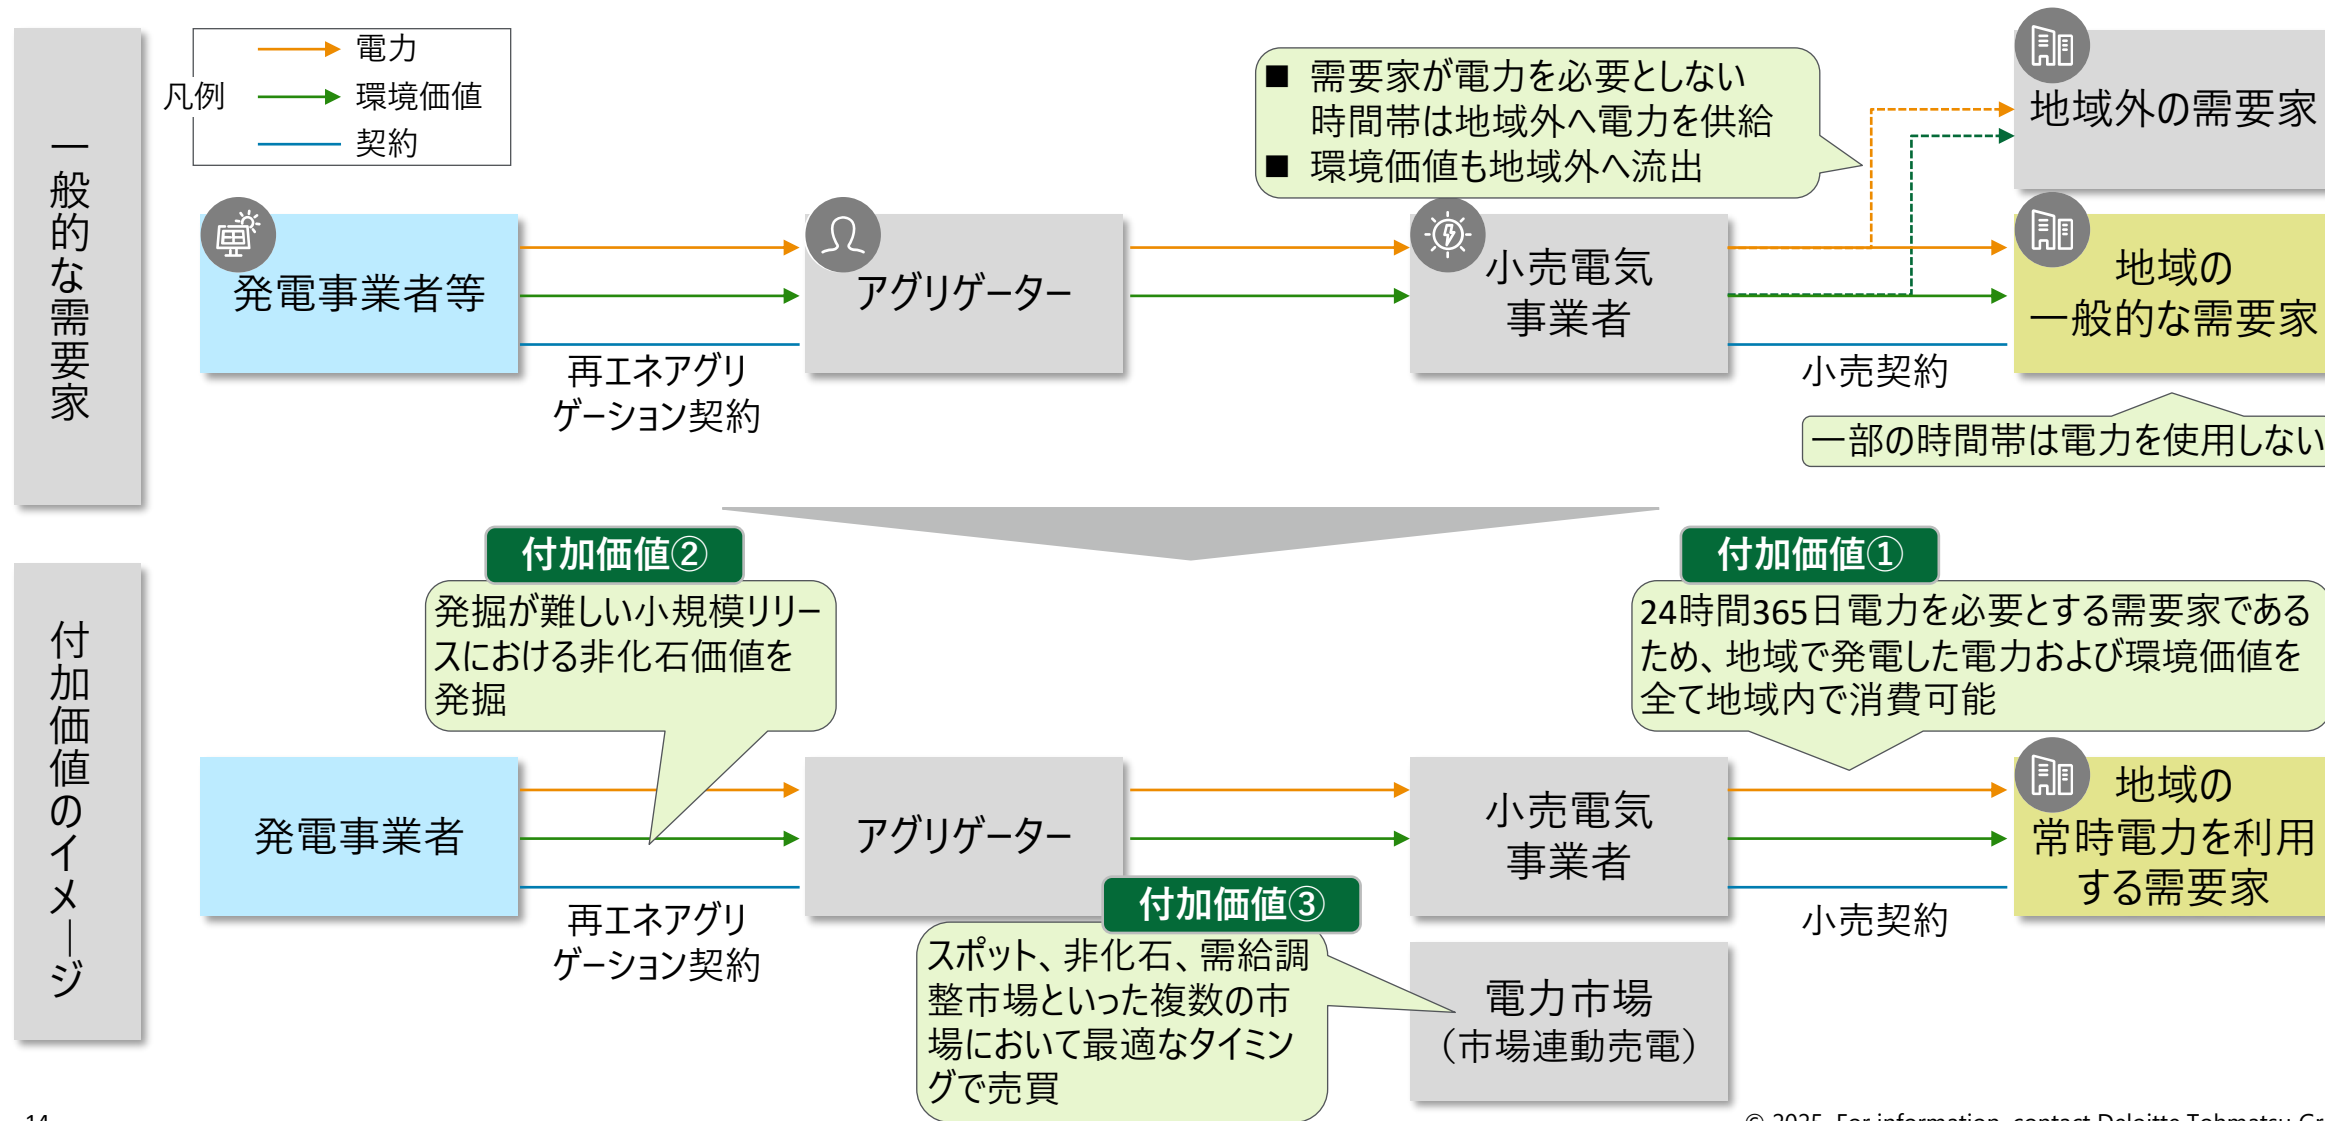 一般的な需要家
凡例
電力
環境価値
契約
■ 需要家が電力を必要としない
時間帯は地域外へ電力を供給
■ 環境価値も地域外へ流出
地域外の需要家
発電事業者等
アグリゲーター
小売電気
事業者
地域の
一般的な需要家
再エネアグリ
ゲーション契約
小売契約
一部の時間帯は電力を使用しない
付加価値のイメージ
付加価値②
発掘が難しい小規模リリー
スにおける非化石価値を
発掘
付加価値①
24時間365日電力を必要とする需要家である
ため、地域で発電した電力および環境価値を
全て地域内で消費可能
発電事業者
アグリゲーター
小売電気
事業者
地域の
常時電力を利用
する需要家
再エネアグリ
ゲーション契約
小売契約
付加価値③
スポット、非化石、需給調
整市場といった複数の市
場において最適なタイミン
グで売買
電力市場
（市場連動売電）
14
© 2025. For information, contact Deloitte Tohmatsu Gr